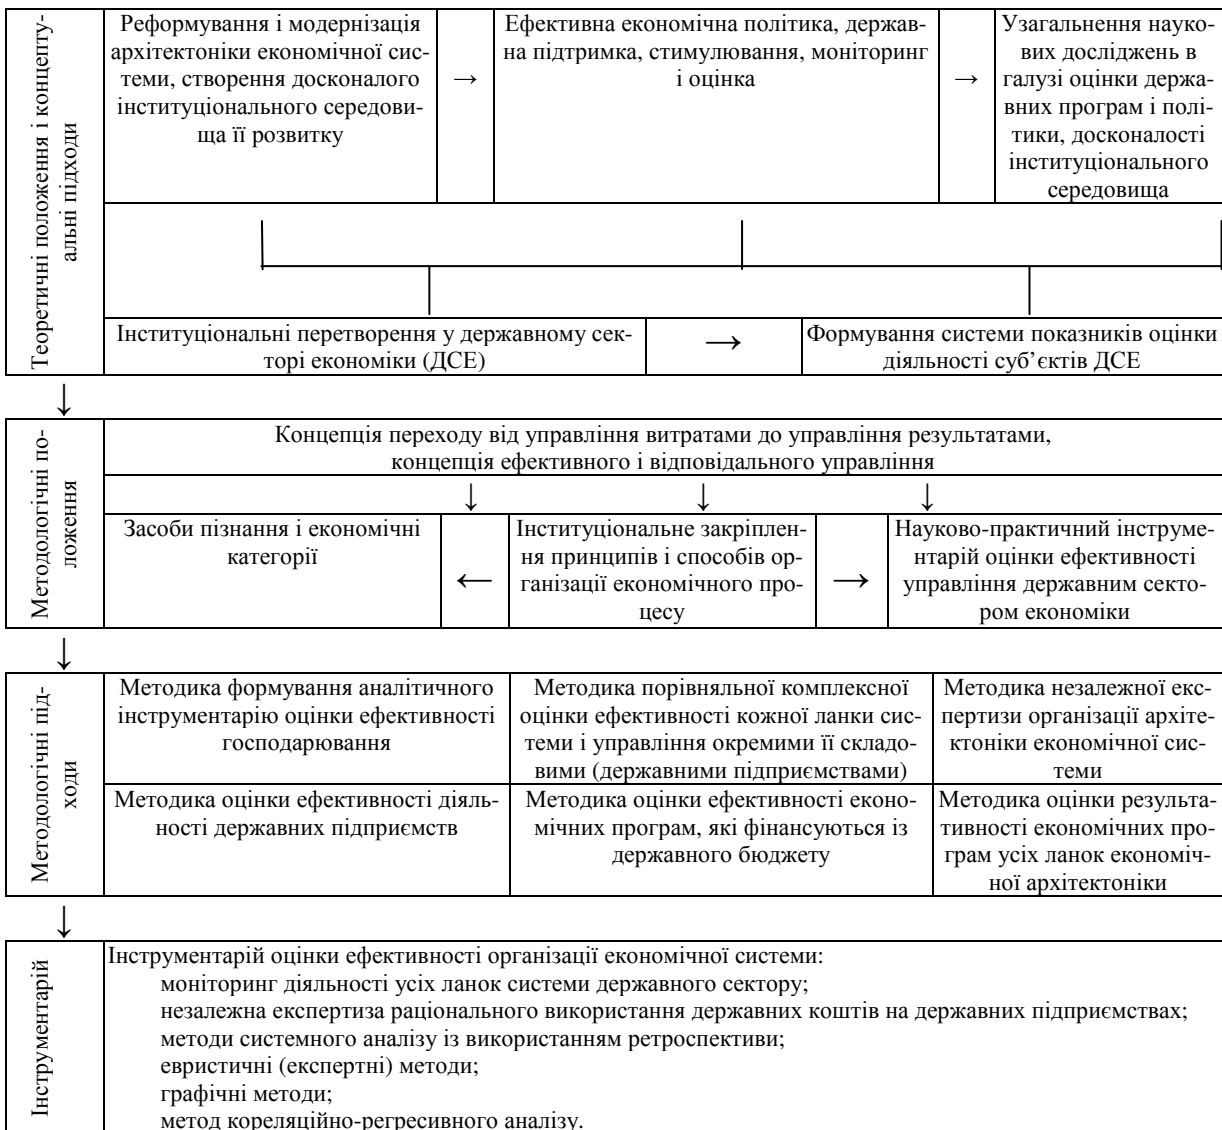 Теоретичні положення і концепту-
альні підходи
Реформування і модернізація
архітектоніки економічної сис-
теми, створення досконалого
інституціонального середови-
ща її розвитку
→
Ефективна економічна політика, держав-
на підтримка, стимулювання, моніторинг
і оцінка
→
Узагальнення науко-
вих досліджень в
галузі оцінки держа-
вних програм і полі-
тики, досконалості
інституціонального
середовища
Інституціональні перетворення у державному сек-
торі економіки (ДСЕ)
→
Формування системи показників оцінки
діяльності суб’єктів ДСЕ
↓
Методологічні по-
ложення
Концепція переходу від управління витратами до управління результатами,
концепція ефективного і відповідального управління
↓ ↓ ↓
Засоби пізнання і економічні
категорії
←
Інституціональне закріплен-
ня принципів і способів ор-
ганізації економічного про-
цесу
→
Науково-практичний інструме-
нтарій оцінки ефективності
управління державним секто-
ром економіки
↓
Методологічні під-
ходи
Методика формування аналітичного
інструментарію оцінки ефективності
господарювання
Методика порівняльної комплексної
оцінки ефективності кожної ланки сис-
теми і управління окремими її складо-
вими (державними підприємствами)
Методика незалежної екс-
пертизи організації архіте-
ктоніки економічної сис-
теми
Методика оцінки ефективності діяль-
ності державних підприємств
Методика оцінки ефективності еконо-
мічних програм, які фінансуються із
державного бюджету
Методика оцінки результа-
тивності економічних про-
грам усіх ланок економіч-
ної архітектоніки
↓
Інструментарій
Інструментарій оцінки ефективності організації економічної системи:
моніторинг діяльності усіх ланок системи державного сектору;
незалежна експертиза раціонального використання державних коштів на державних підприємствах;
методи системного аналізу із використанням ретроспективи;
евристичні (експертні) методи;
графічні методи;
метод кореляційно-регресивного аналізу.